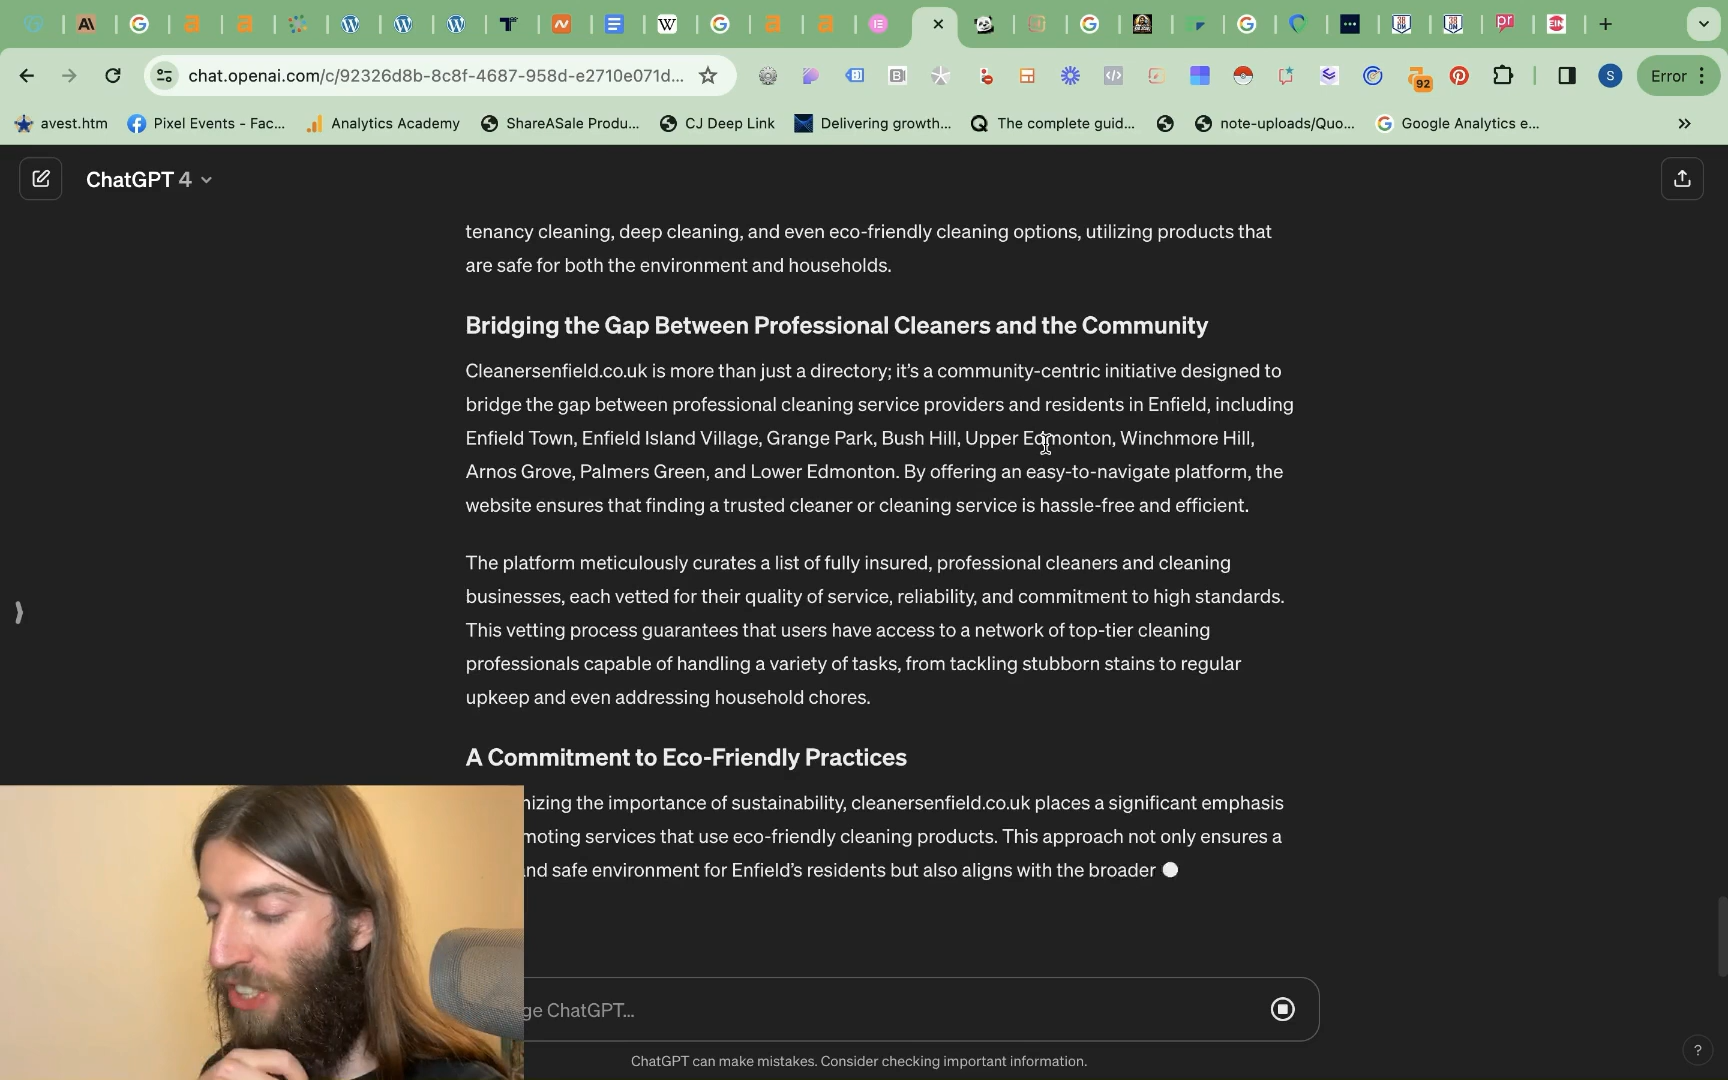 chat.openai.com/c/92326d8b-8c8f-4687-958d-e2710e071d...
S
92
Error
avest.htm
Pixel Events - Fac...
Analytics Academy
ShareASale Produ...
CJ Deep Link
Delivering growth...
The complete guid...
note-uploads/Quo...
Google Analytics e...
ChatGPT 4
tenancy cleaning, deep cleaning, and even eco-friendly cleaning options, utilizing products that
are safe for both the environment and households.
Bridging the Gap Between Professional Cleaners and the Community
Cleanersenfield.co.uk is more than just a directory; it's a community-centric initiative designed to
bridge the gap between professional cleaning service providers and residents in Enfield, including
Enfield Town, Enfield Island Village, Grange Park, Bush Hill, Upper Edmonton, Winchmore Hill,
Arnos Grove, Palmers Green, and Lower Edmonton. By offering an easy-to-navigate platform, the
website ensures that finding a trusted cleaner or cleaning service is hassle-free and efficient.
The platform meticulously curates a list of fully insured, professional cleaners and cleaning
businesses, each vetted for their quality of service, reliability, and commitment to high standards.
This vetting process guarantees that users have access to a network of top-tier cleaning
professionals capable of handling a variety of tasks, from tackling stubborn stains to regular
upkeep and even addressing household chores.
A Commitment to Eco-Friendly Practices
nizing the importance of sustainability, cleanersenfield.co.uk places a significant emphasis
moting services that use eco-friendly cleaning products. This approach not only ensures a
nd safe environment for Enfield's residents but also aligns with the broader
ge ChatGPT...
ChatGPT can make mistakes. Consider checking important information.
?